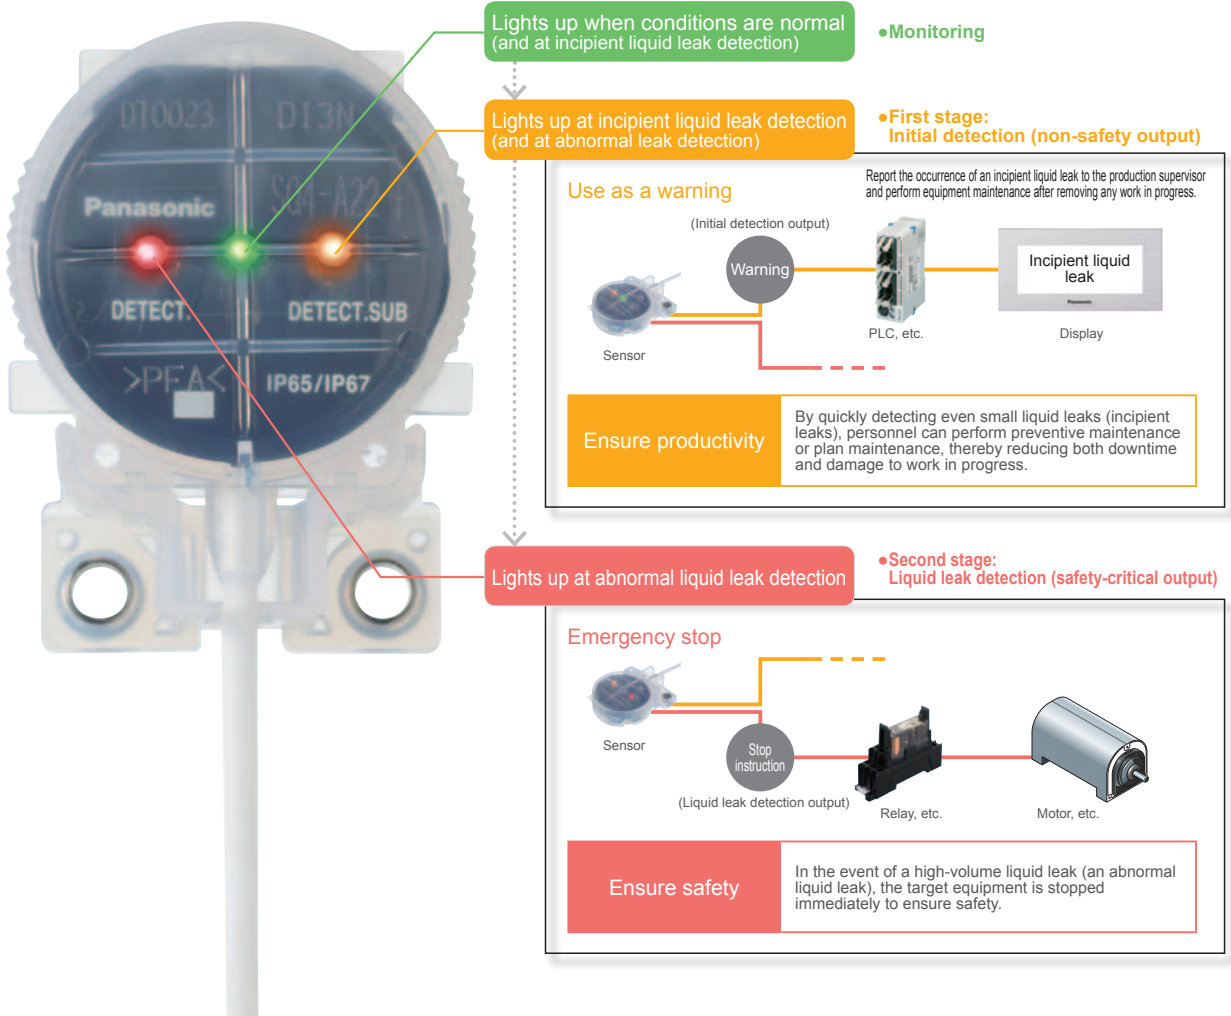 Lights up when conditions are normal
(and at incipient liquid leak detection)
●Monitoring
Lights up at incipient liquid leak detection
(and at abnormal leak detection)
●First stage:
Initial detection (non-safety output)
Use as a warning
Report the occurrence of an incipient liquid leak to the production supervisor
and perform equipment maintenance after removing any work in progress.
(Initial detection output)
Warning
Incipient liquid
leak
Panasonic
Sensor
PLC, etc.
Display
Ensure productivity
By quickly detecting even small liquid leaks (incipient
leaks), personnel can perform preventive maintenance
or plan maintenance, thereby reducing both downtime
and damage to work in progress.
Lights up at abnormal liquid leak detection
●Second stage:
Liquid leak detection (safety-critical output)
Emergency stop
Sensor
Stop
instruction
(Liquid leak detection output)
Relay, etc.
Motor, etc.
Ensure safety
In the event of a high-volume liquid leak (an abnormal
liquid leak), the target equipment is stopped
immediately to ensure safety.
DT0023
DI3N
Panasonic
SQ4-A22
DETECT.
DETECT.SUB
>PFA<
IP65/IP67